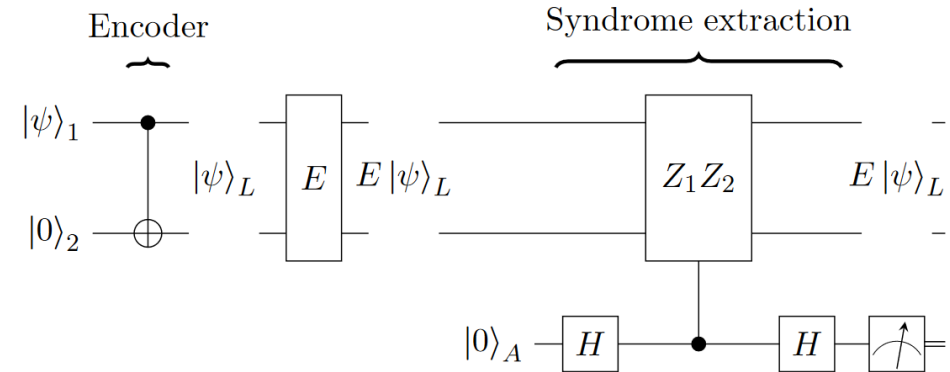 Encoder
Syndrome extraction
|ψ⟩₁
|ψ⟩_L
E
E |ψ⟩_L
Z₁Z₂
E |ψ⟩_L
|0⟩₂
|0⟩_A
H
H